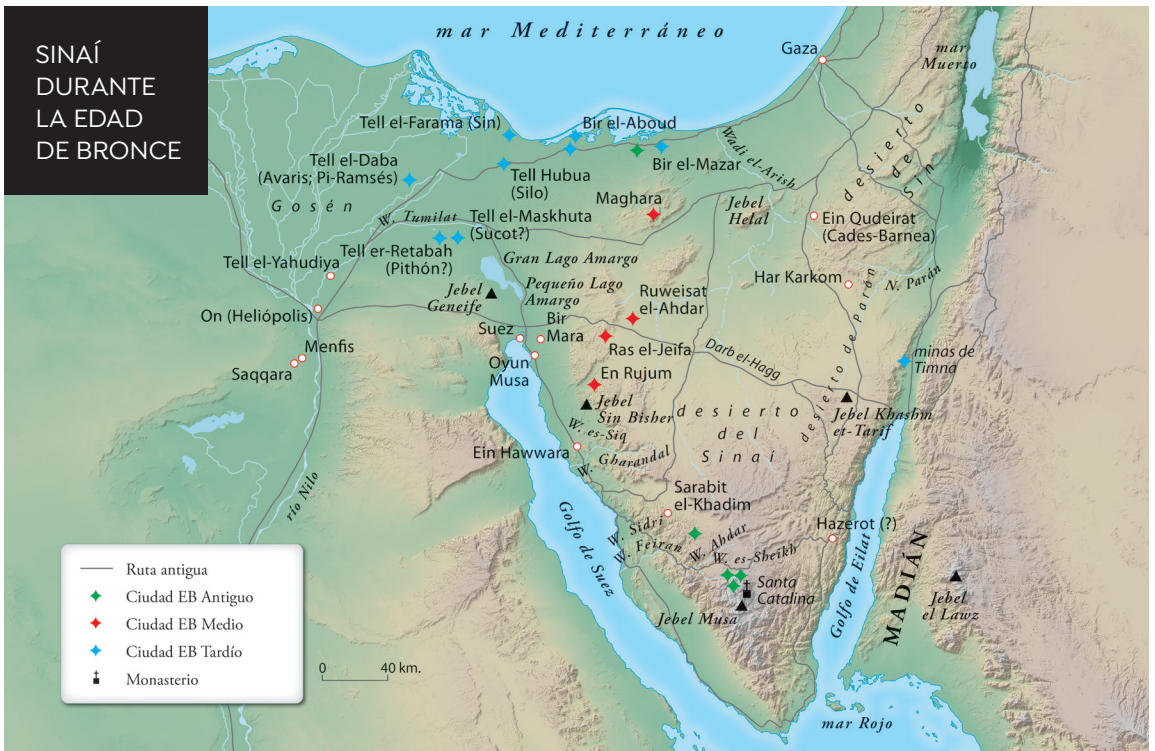 SINAÍ
DURANTE
LA EDAD
DE BRONCE
mar Mediterráneo
Gaza
mar
Muerto
Tell el-Farama (Sin)
Bir el-Aboud
Wadi el-Arish
desierto
de
Sin
Tell el-Daba
(Avaris; Pi-Ramsés)
Tell Hubua
(Silo)
Bir el-Mazar
Gosén
Maghara
Jebel
Helal
W. Tumilat
Tell el-Maskhuta
(Sucot?)
Ein Qudeirat
(Cades-Barnea)
Tell er-Retabah
(Pithón?)
Gran Lago Amargo
Tell el-Yahudiya
Jebel
Geneife
Pequeño Lago
Amargo
Ruweisat
el-Ahdar
Har Karkom
N. Parán
desierto de Parán
On (Heliópolis)
Suez
Bir
Mara
Ras el-Jeifa
Darb el-Hagg
minas de
Timna
Menfis
Saqqara
Oyun
Musa
En Rujum
Jebel
Sin Bisher
desierto
del
Sinaí
Jebel Khashm
et-Tarif
W. es-Siq
Ein Hawwara
W. Gharandal
río Nilo
Golfo de Suez
Sarabit
el-Khadim
W. Sidri
W. Feiran
W. Ahdar
W. es-Sheikh
Hazerot (?)
Golfo de Eilat
MADIÁN
Santa
Catalina
Jebel Musa
Jebel
el Lawz
mar Rojo
Ruta antigua
Ciudad EB Antiguo
Ciudad EB Medio
Ciudad EB Tardío
Monasterio
0 40 km.